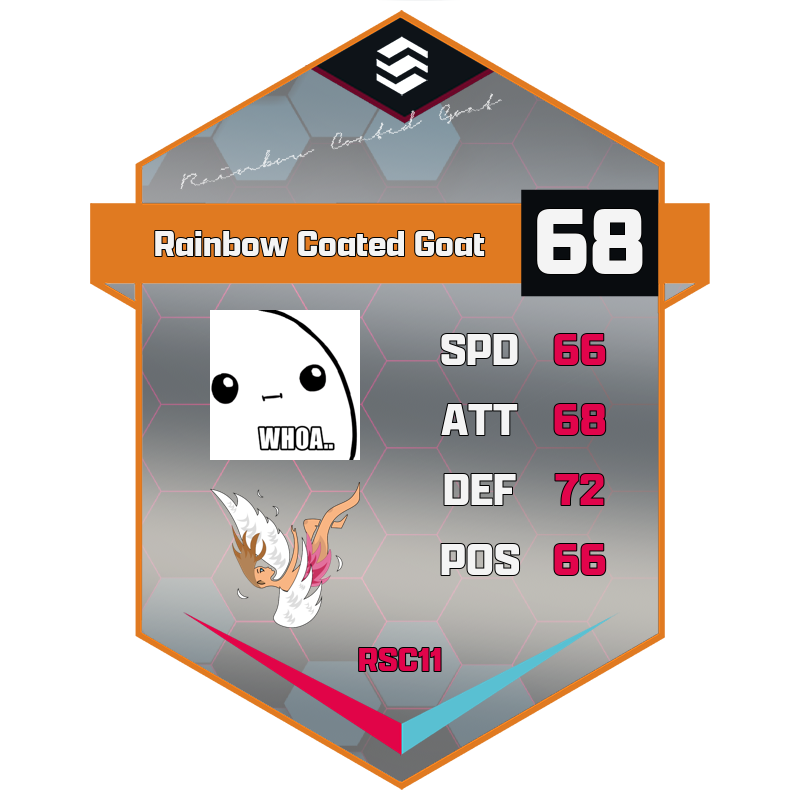 Rainbow Coated Goat
Rainbow Coated Goat
68
WHOA..
SPD 66
ATT 68
DEF 72
POS 66
RSC11